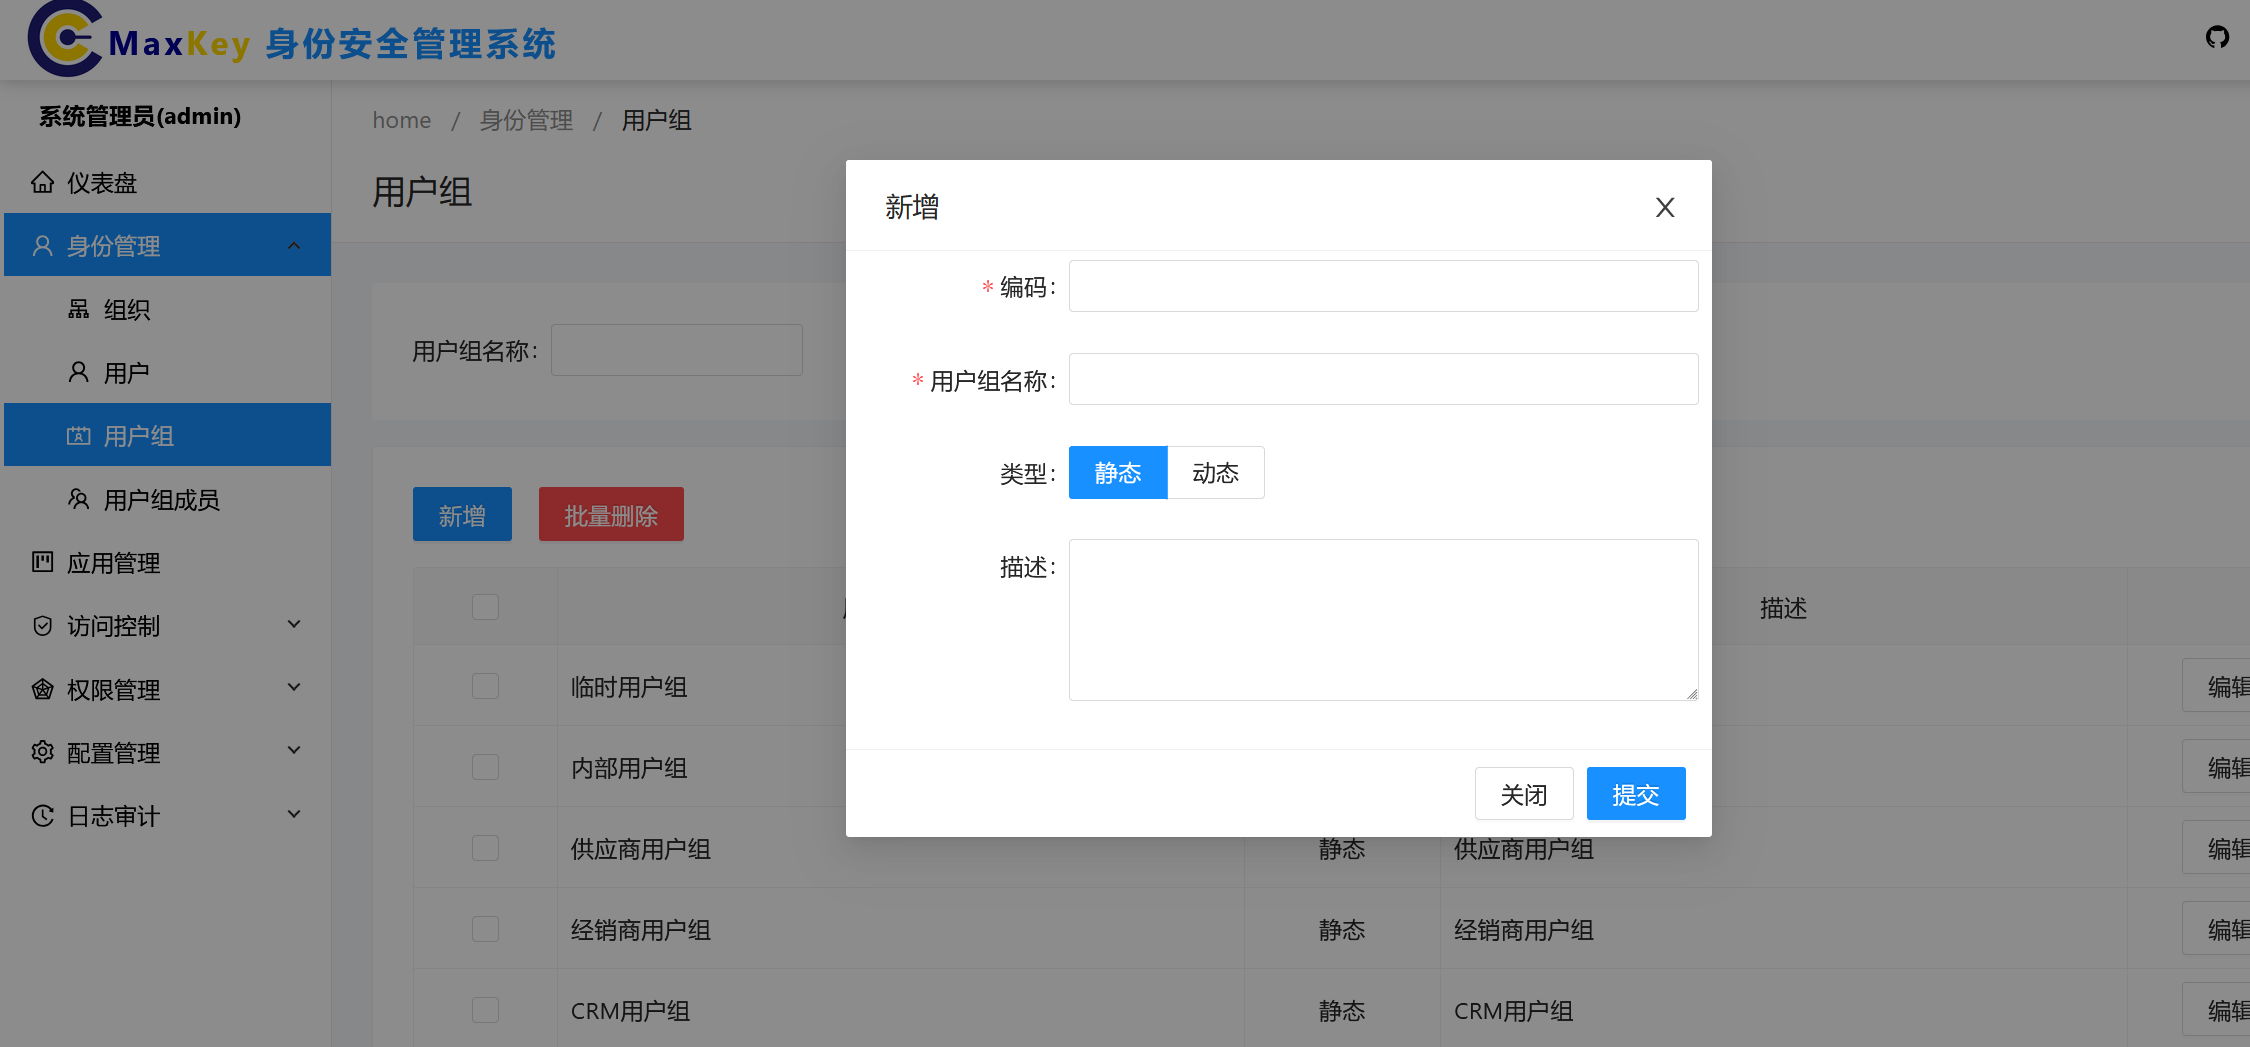 MaxKey 身份安全管理系统
系统管理员(admin)
仪表盘
身份管理
组织
用户
用户组
用户组成员
应用管理
访问控制
权限管理
配置管理
日志审计
home / 身份管理 / 用户组
用户组
用户组名称:
新增 批量删除
描述
临时用户组 编辑
内部用户组 编辑
供应商用户组 静态 供应商用户组 编辑
经销商用户组 静态 经销商用户组 编辑
CRM用户组 静态 CRM用户组 编辑
新增 X
* 编码:
* 用户组名称:
类型: 静态 动态
描述:
关闭 提交